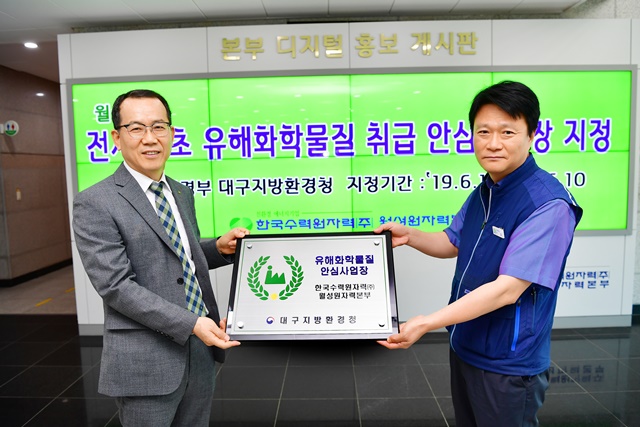 본부 디지털 홍보 게시판
월
전 초 유해화학물질 취급 안심 장 지정
경부 대구지방환경청 지정기간 : '19.6.1 .10
한국수력원자력㈜ 월성원자력본
유해화학물질
안심사업장
한국수력원자력㈜
월성원자력본부
대구지방환경청
원자력㈜
자력본부